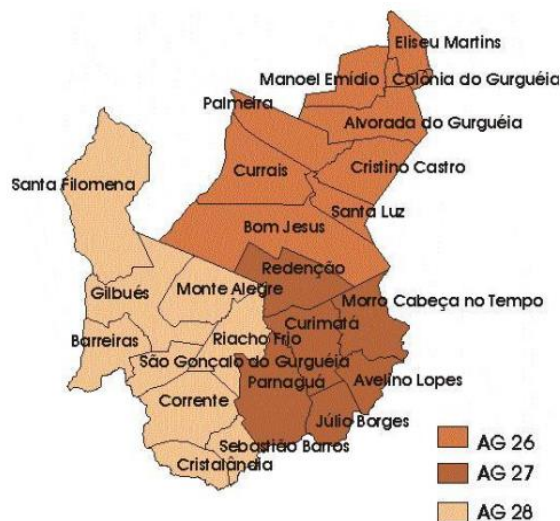 Eliseu Martins
Manoel Emídio
Colônia do Gurguéia
Palmeira
Alvorada do Gurguéia
Cristino Castro
Currais
Santa Filomena
Santa Luz
Bom Jesus
Redenção
Monte Alegre
Gilbués
Morro Cabeça no Tempo
Curimatá
Riacho Frio
Barreiras
São Gonçalo do Gurguéia
Parnaguá
Avelino Lopes
Corrente
Júlio Borges
Sebastião Barros
Cristalândia
AG 26
AG 27
AG 28